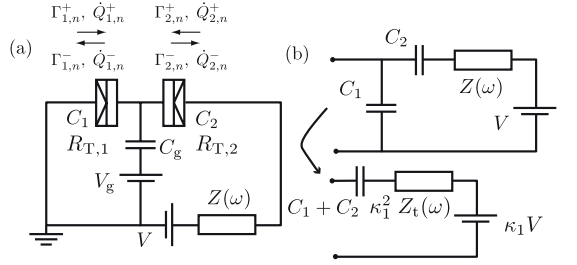 Γ⁺₁,ₙ, Q̇⁺₁,ₙ Γ⁺₂,ₙ, Q̇⁺₂,ₙ
(a)
Γ⁻₁,ₙ, Q̇⁻₁,ₙ Γ⁻₂,ₙ, Q̇⁻₂,ₙ
C₁ C₂
R_T,1 C_g R_T,2
V_g
Z(ω)
V
(b)
C₂
C₁ Z(ω)
V
C₁ + C₂ κ₁² Z_t(ω) κ₁V